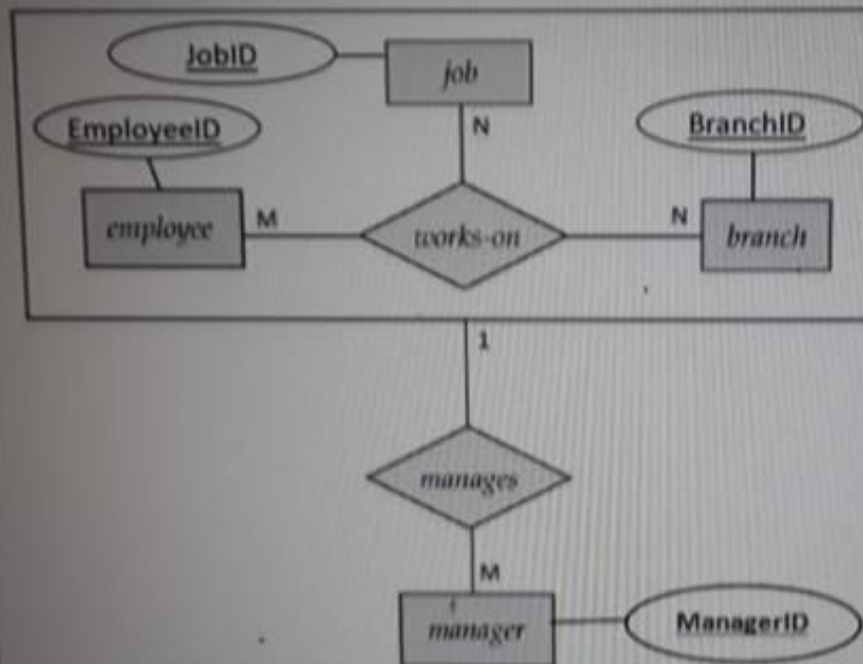 JobID
job
N
EmployeeID
BranchID
employee
M
works-on
N
branch
1
manages
M
manager
ManagerID